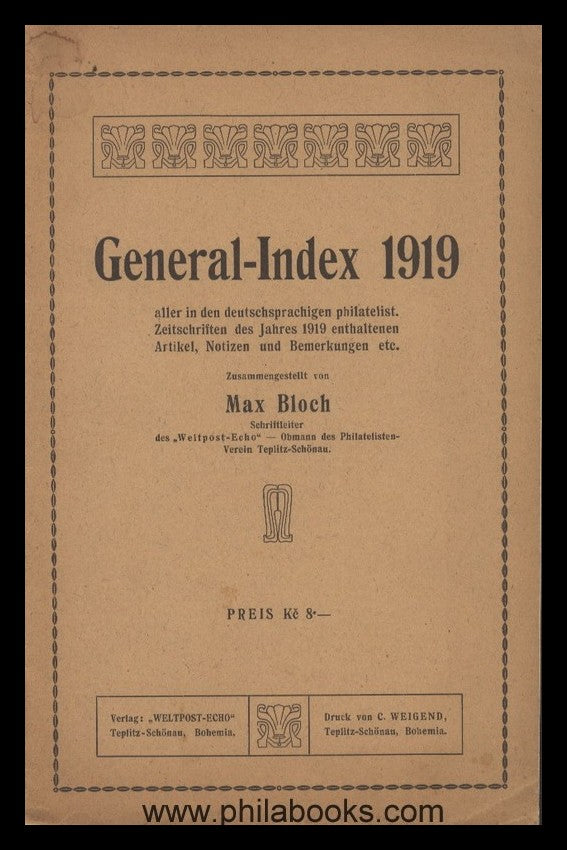 General-Index 1919
aller in den deutschsprachigen philatelist.
Zeitschriften des Jahres 1919 enthaltenen
Artikel, Notizen und Bemerkungen etc.
Zusammengestellt von
Max Bloch
Schriftleiter
des „Weltpost-Echo“ — Obmann des Philatelisten-
Verein Teplitz-Schönau.
PREIS Kč 8·—
Verlag: „WELTPOST-ECHO“
Teplitz-Schönau, Bohemia.
Druck von C. WEIGEND,
Teplitz-Schönau, Bohemia.
www.philabooks.com